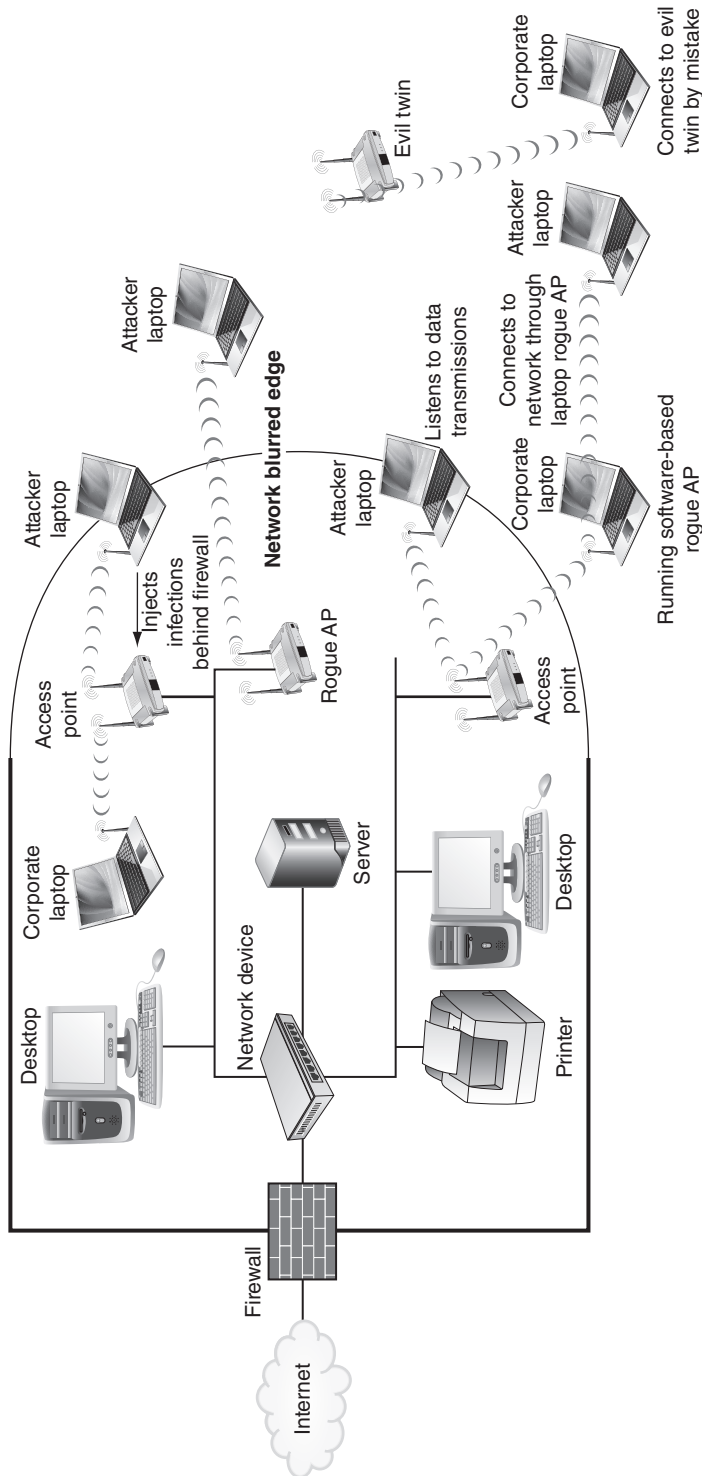 Internet
Firewall
Desktop
Network device
Printer
Corporate
laptop
Server
Desktop
Access
point
Injects
infections
behind firewall
Rogue AP
Access
point
Attacker
laptop
Network blurred edge
Attacker
laptop
Listens to data
transmissions
Corporate
laptop
Running software-based
rogue AP
Attacker
laptop
Connects to
network through
laptop rogue AP
Attacker
laptop
Evil twin
Corporate
laptop
Connects to evil
twin by mistake